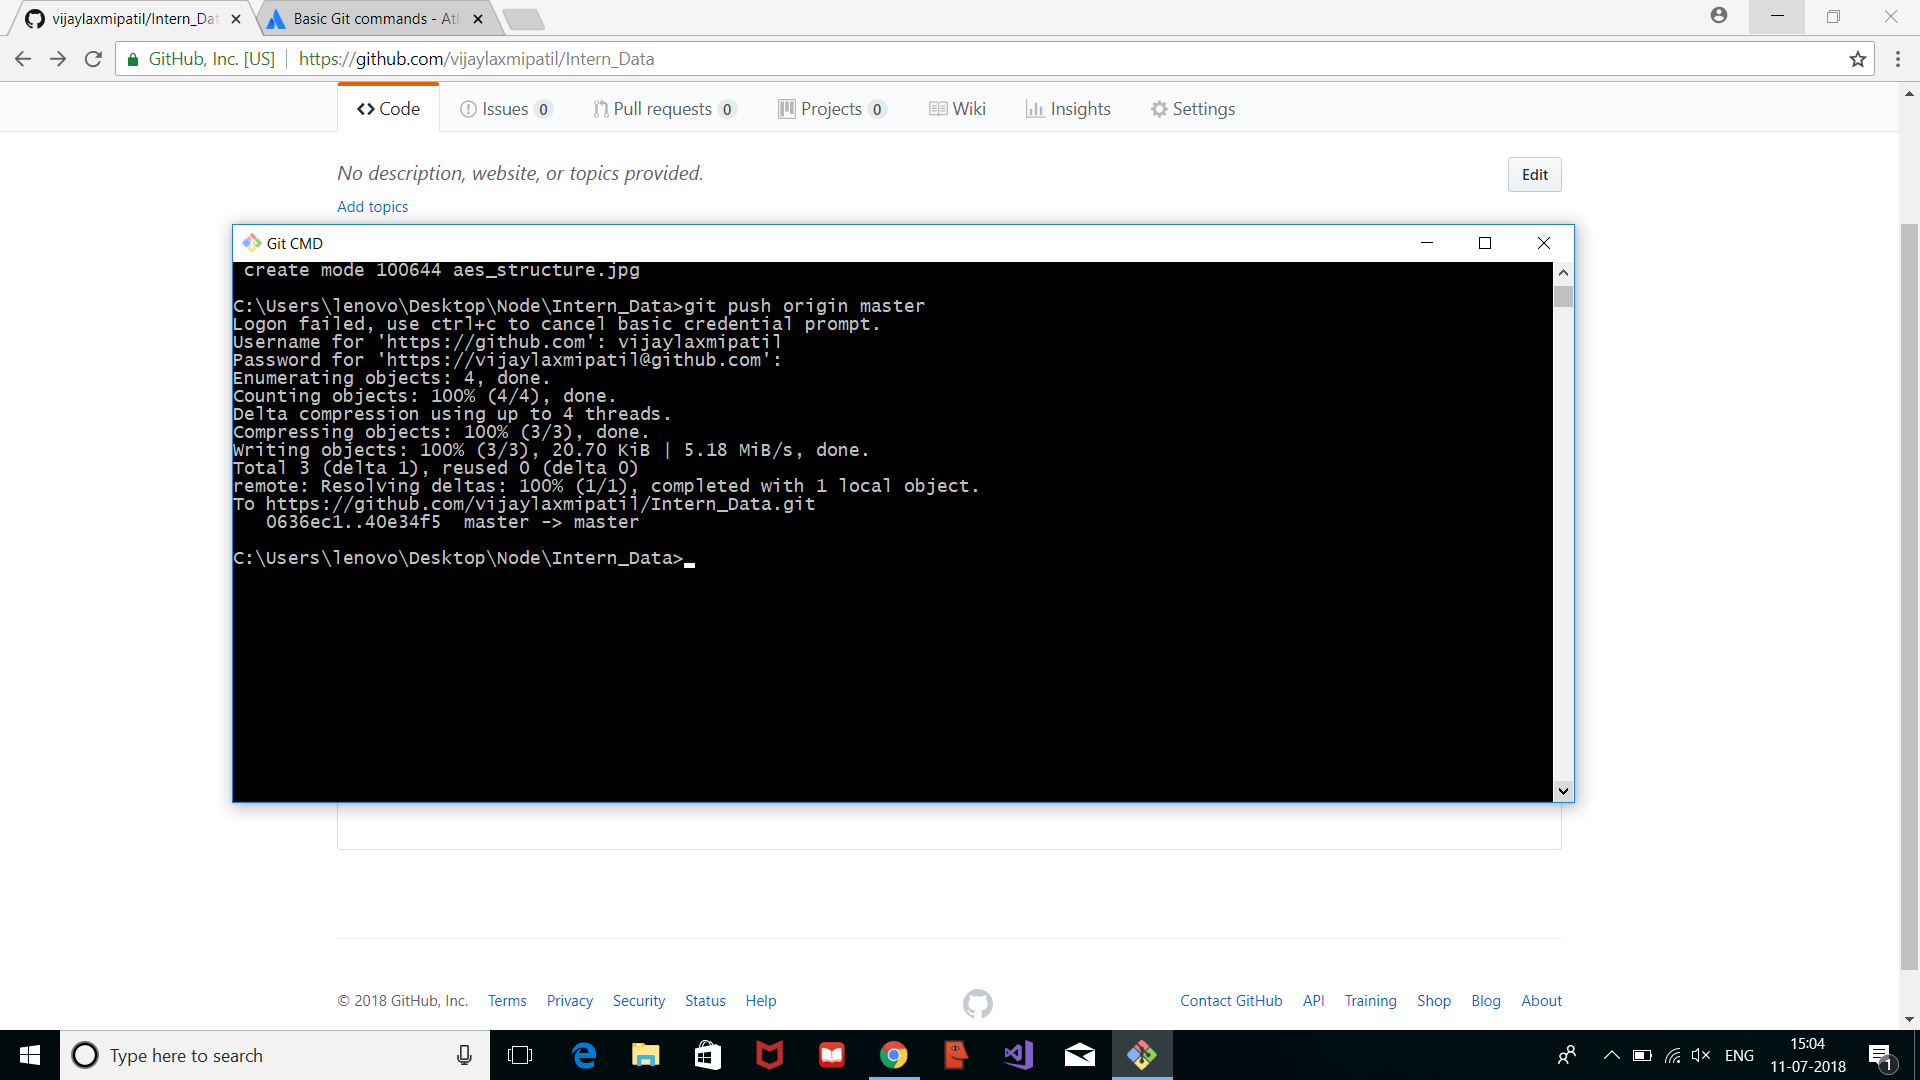 vijaylaxmipatil/Intern_Dat
Basic Git commands - Atl
GitHub, Inc. [US]
https://github.com/vijaylaxmipatil/Intern_Data
Code
Issues 0
Pull requests 0
Projects 0
Wiki
Insights
Settings
No description, website, or topics provided.
Edit
Add topics
Git CMD
create mode 100644 aes_structure.jpg
C:\Users\lenovo\Desktop\Node\Intern_Data>git push origin master
Logon failed, use ctrl+c to cancel basic credential prompt.
Username for 'https://github.com': vijaylaxmipatil
Password for 'https://vijaylaxmipatil@github.com':
Enumerating objects: 4, done.
Counting objects: 100% (4/4), done.
Delta compression using up to 4 threads.
Compressing objects: 100% (3/3), done.
Writing objects: 100% (3/3), 20.70 KiB | 5.18 MiB/s, done.
Total 3 (delta 1), reused 0 (delta 0)
remote: Resolving deltas: 100% (1/1), completed with 1 local object.
To https://github.com/vijaylaxmipatil/Intern_Data.git
0636ec1..40e34f5  master -> master
C:\Users\lenovo\Desktop\Node\Intern_Data>
© 2018 GitHub, Inc.
Terms
Privacy
Security
Status
Help
Contact GitHub
API
Training
Shop
Blog
About
Type here to search
ENG
15:04
11-07-2018
1